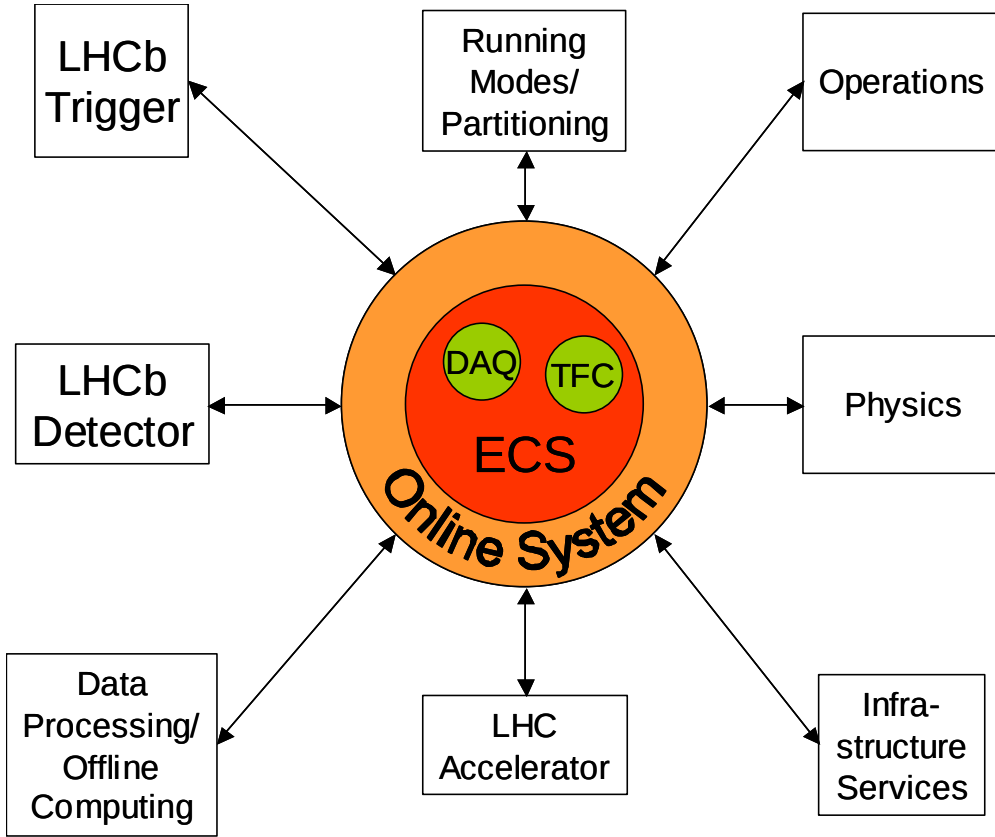 LHCb
Trigger
Running
Modes/
Partitioning
Operations
LHCb
Detector
DAQ
TFC
ECS
Online System
Physics
Data
Processing/
Offline
Computing
LHC
Accelerator
Infra-
structure
Services